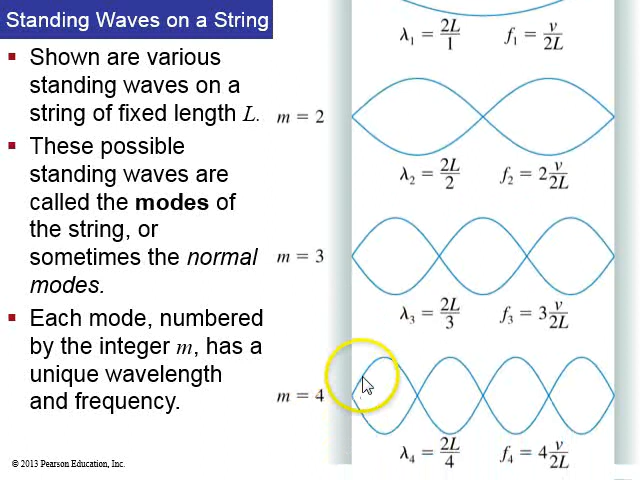 Standing Waves on a String
▪ Shown are various
standing waves on a
string of fixed length L.
▪ These possible
standing waves are
called the modes of
the string, or
sometimes the normal
modes.
▪ Each mode, numbered
by the integer m, has a
unique wavelength
and frequency.
© 2013 Pearson Education, Inc.
λ₁ = 2L/1 f₁ = v/2L
m = 2
λ₂ = 2L/2 f₂ = 2 v/2L
m = 3
λ₃ = 2L/3 f₃ = 3 v/2L
m = 4
λ₄ = 2L/4 f₄ = 4 v/2L